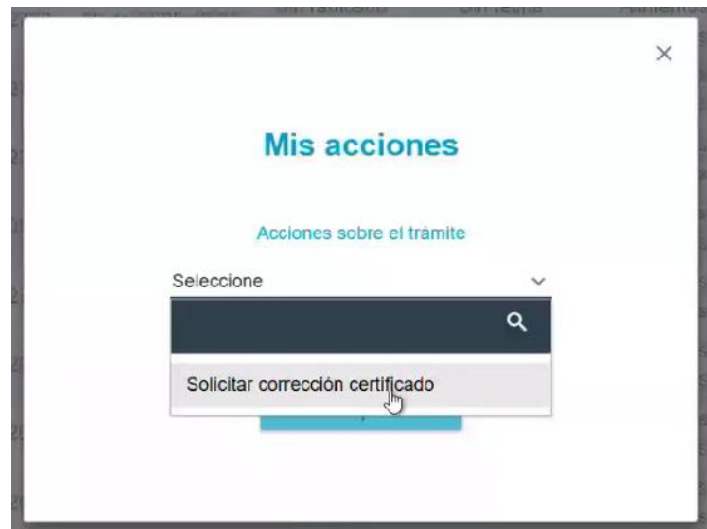 Mis acciones
Acciones sobre el trámite
Seleccione
Solicitar corrección certificado